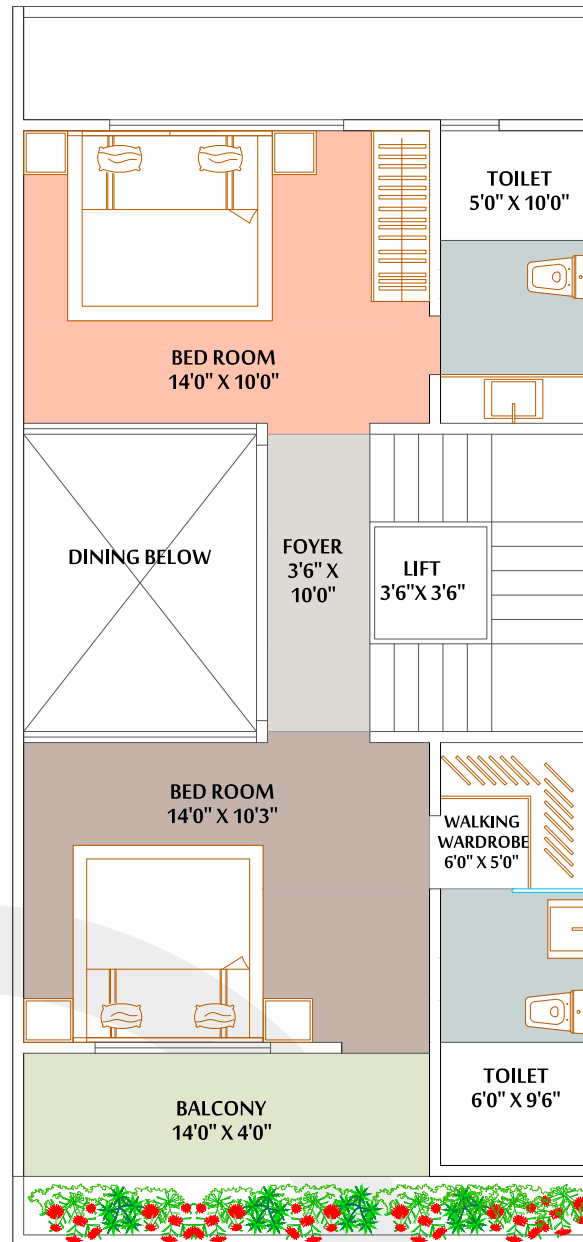 TOILET
5'0" X 10'0"
BED ROOM
14'0" X 10'0"
DINING BELOW
FOYER
3'6" X
10'0"
LIFT
3'6"X 3'6"
BED ROOM
14'0" X 10'3"
WALKING
WARDROBE
6'0" X 5'0"
TOILET
6'0" X 9'6"
BALCONY
14'0" X 4'0"